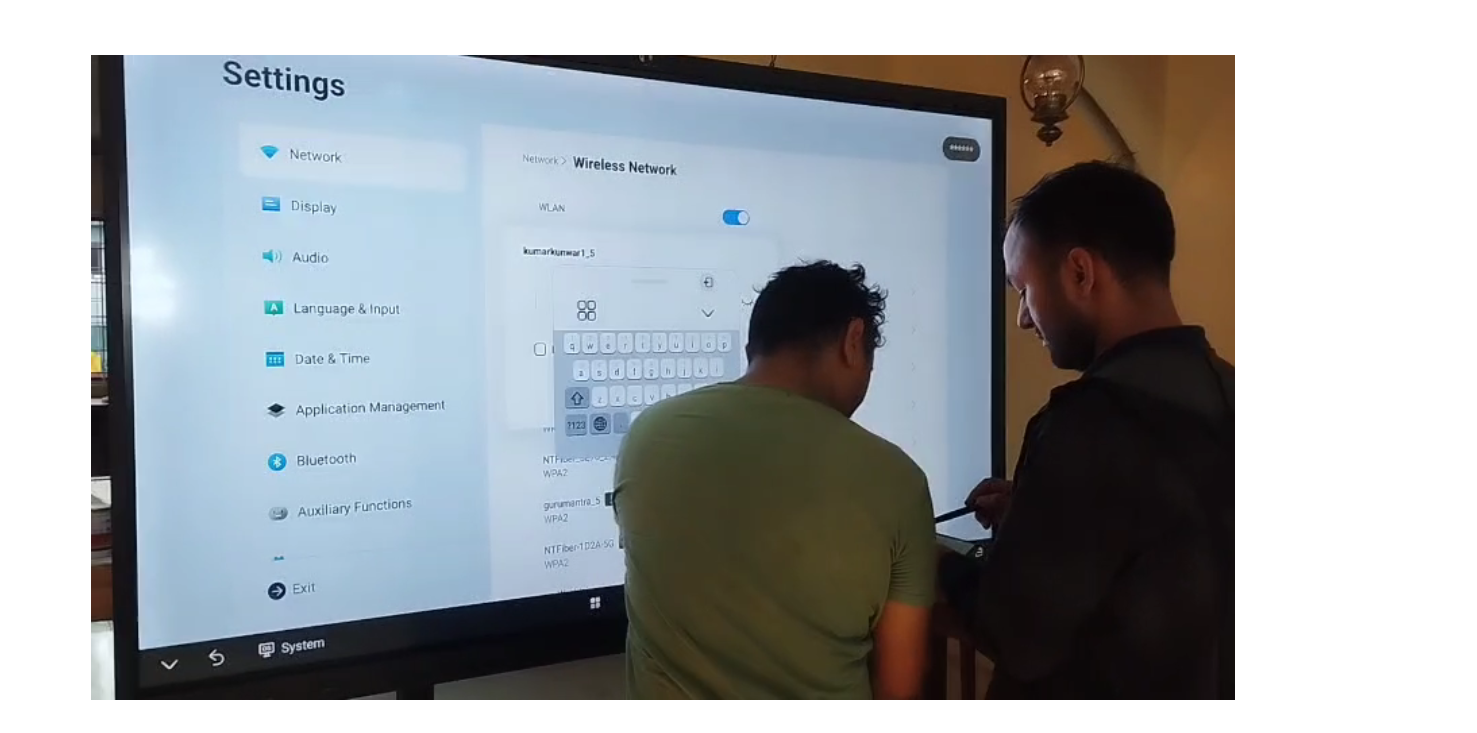 Settings
Network
Display
Audio
Language & Input
Date & Time
Application Management
Bluetooth
Auxiliary Functions
Exit
System
Network > Wireless Network
WLAN
kumarkunwar1_5
q w e r t y u i o p
a s d f g h j k l
z x c v b
?123
WPA2
gurumantra_5
WPA2
NTFiber-1D2A-5G
WPA2